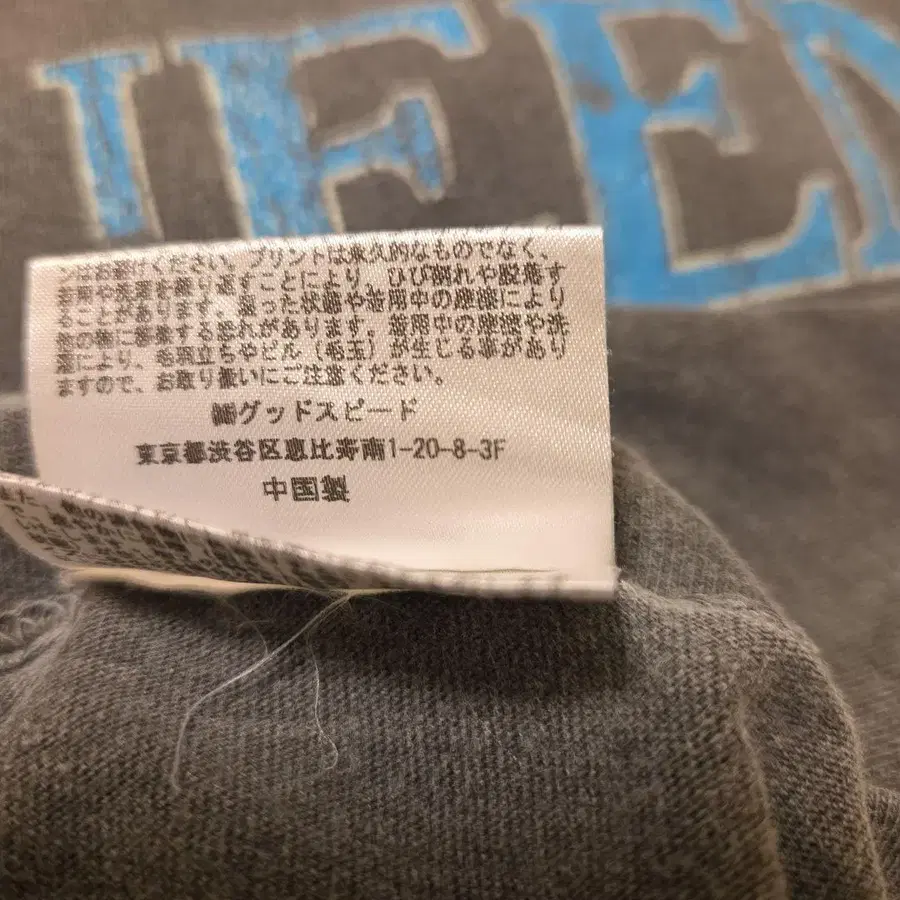 UEEN
ンはお避けください。プリントは永久的なものでなく、
着用や洗濯を繰り返すことにより、ひび割れや脱落す
ることがあります。湿った状態や着用中の摩擦により
他の物に移染する恐れがあります。着用中の摩擦や洗
濯により、毛羽立ちやピル（毛玉）が生じる事があり
ますので、お取り扱いにご注意ください。
㈱グッドスピード
東京都渋谷区恵比寿南1-20-8-3F
中国製